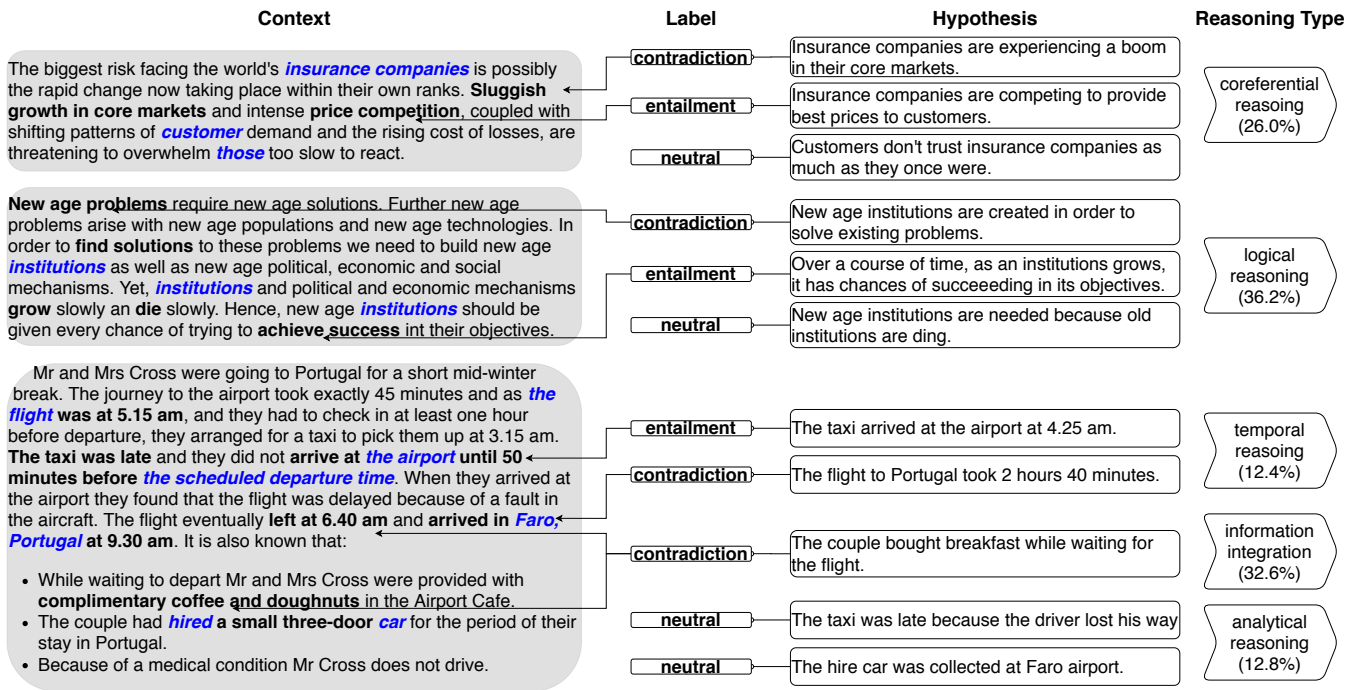 Context
Label
Hypothesis
Reasoning Type
The biggest risk facing the world's insurance companies is possibly
the rapid change now taking place within their own ranks. Sluggish
growth in core markets and intense price competition, coupled with
shifting patterns of customer demand and the rising cost of losses, are
threatening to overwhelm those too slow to react.
contradiction
Insurance companies are experiencing a boom
in their core markets.
entailment
Insurance companies are competing to provide
best prices to customers.
neutral
Customers don't trust insurance companies as
much as they once were.
coreferential
reasoing
(26.0%)
New age problems require new age solutions. Further new age
problems arise with new age populations and new age technologies. In
order to find solutions to these problems we need to build new age
institutions as well as new age political, economic and social
mechanisms. Yet, institutions and political and economic mechanisms
grow slowly an die slowly. Hence, new age institutions should be
given every chance of trying to achieve success int their objectives.
contradiction
New age institutions are created in order to
solve existing problems.
entailment
Over a course of time, as an institutions grows,
it has chances of succeeeding in its objectives.
neutral
New age institutions are needed because old
institutions are ding.
logical
reasoning
(36.2%)
Mr and Mrs Cross were going to Portugal for a short mid-winter
break. The journey to the airport took exactly 45 minutes and as the
flight was at 5.15 am, and they had to check in at least one hour
before departure, they arranged for a taxi to pick them up at 3.15 am.
The taxi was late and they did not arrive at the airport until 50
minutes before the scheduled departure time. When they arrived at
the airport they found that the flight was delayed because of a fault in
the aircraft. The flight eventually left at 6.40 am and arrived in Faro,
Portugal at 9.30 am. It is also known that:
• While waiting to depart Mr and Mrs Cross were provided with
complimentary coffee and doughnuts in the Airport Cafe.
• The couple had hired a small three-door car for the period of their
stay in Portugal.
• Because of a medical condition Mr Cross does not drive.
entailment
The taxi arrived at the airport at 4.25 am.
contradiction
The flight to Portugal took 2 hours 40 minutes.
contradiction
The couple bought breakfast while waiting for
the flight.
neutral
The taxi was late because the driver lost his way
neutral
The hire car was collected at Faro airport.
temporal
reasoning
(12.4%)
information
integration
(32.6%)
analytical
reasoning
(12.8%)